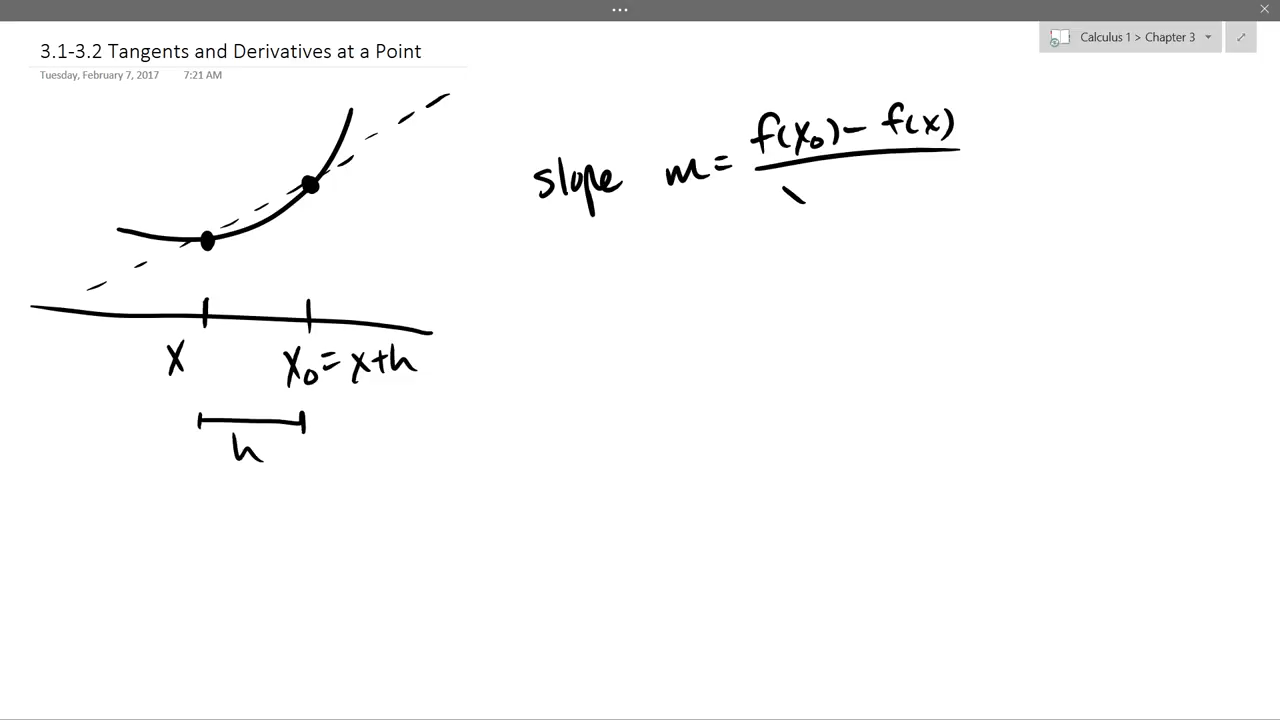 Calculus 1 > Chapter 3
3.1-3.2 Tangents and Derivatives at a Point
Tuesday, February 7, 2017 7:21 AM
slope m = f(x₀) - f(x)
x x₀ = x+h
h